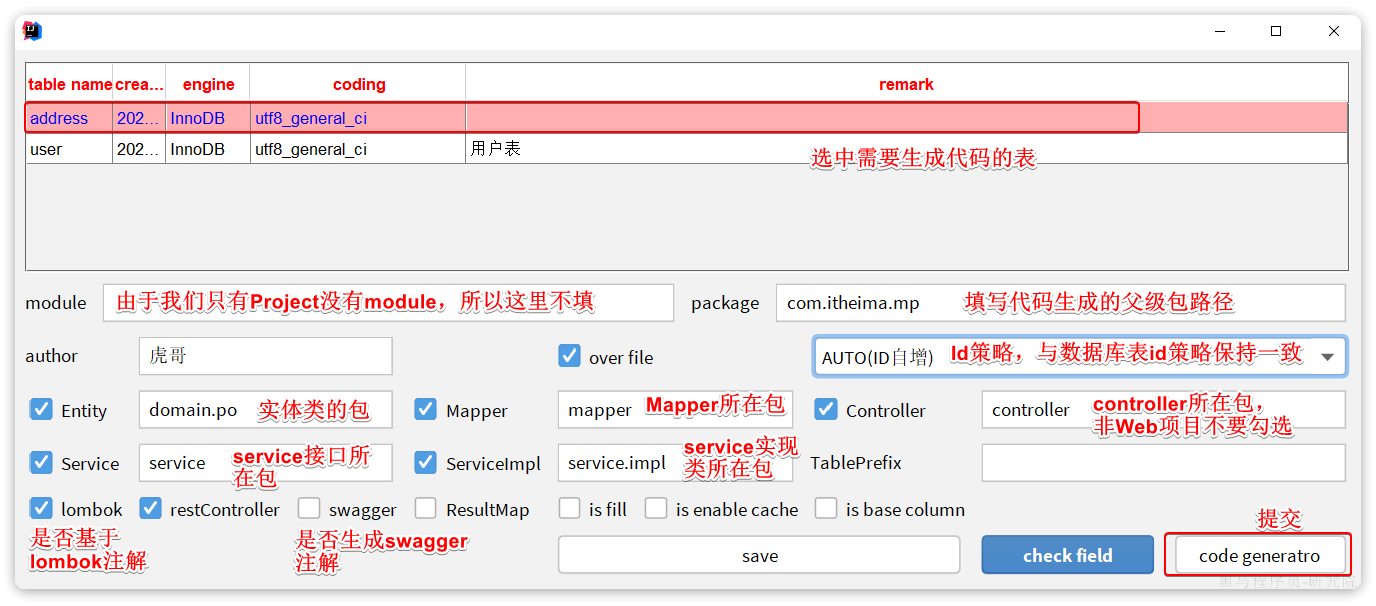 table name crea... engine coding remark
address 202... InnoDB utf8_general_ci
user 202... InnoDB utf8_general_ci 用户表
选中需要生成代码的表
module 由于我们只有Project没有module，所以这里不填 package com.itheima.mp 填写代码生成的父级包路径
author 虎哥 over file AUTO(ID自增) Id策略，与数据库表id策略保持一致
Entity domain.po 实体类的包 Mapper mapper Mapper所在包 Controller controller controller所在包，
非Web项目不要勾选
Service service service接口所
在包
ServiceImpl service.impl service实现
类所在包
TablePrefix
lombok restController swagger ResultMap is fill is enable cache is base column
是否基于
lombok注解
是否生成swagger
注解
提交
save check field code generatro
黑马程序员-研究院